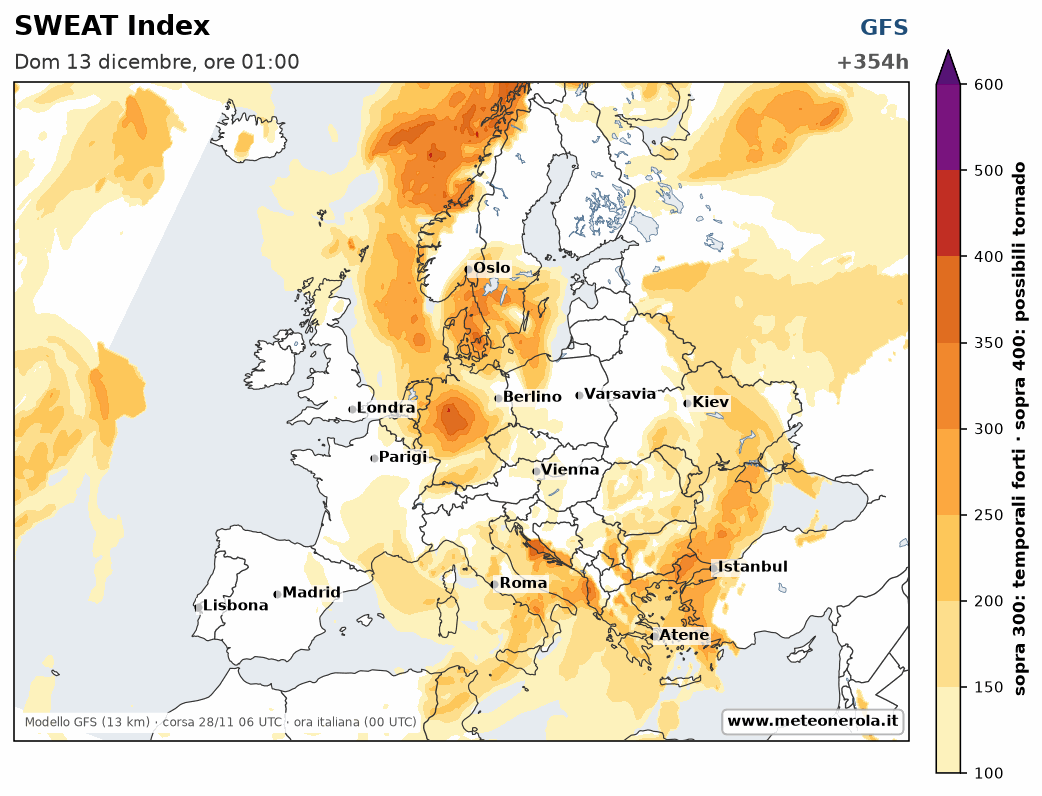 SWEAT Index
GFS
Dom 13 dicembre, ore 01:00
+354h
600
500
400
350
300
250
200
150
100
sopra 300: temporali forti · sopra 400: possibili tornado
Oslo
Berlino
Varsavia
Kiev
Londra
Parigi
Vienna
Istanbul
Roma
Madrid
Lisbona
Atene
Modello GFS (13 km) · corsa 28/11 06 UTC · ora italiana (00 UTC)
www.meteonerola.it